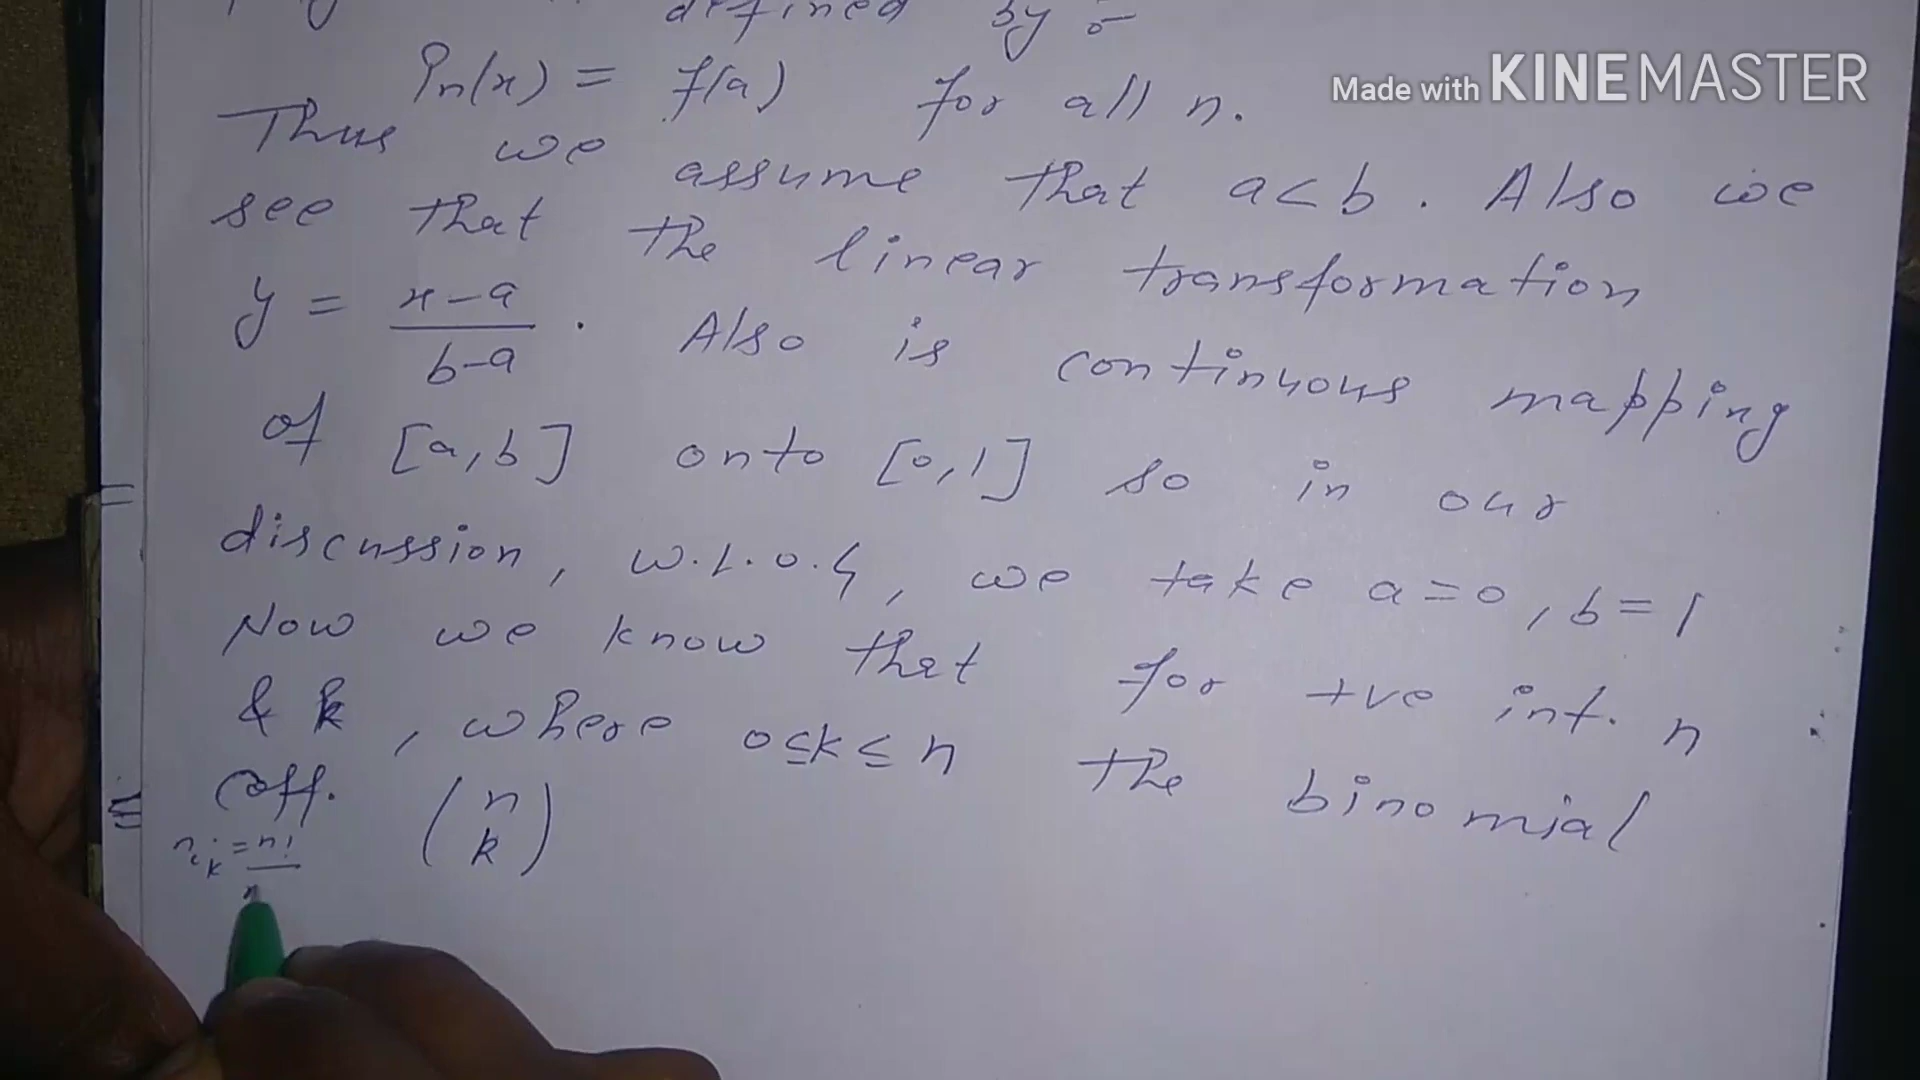 defined by :-
Pn(x) = f(a) for all n.
Made with KINEMASTER
Thus we assume that a<b. Also we
see that the linear transformation
y = x-a / b-a . Also is continuous mapping
of [a,b] onto [0,1] so in our
discussion, w.l.o.G, we take a=0, b=1
Now we know that for +ve int. n
& k, where 0≤k≤n the binomial
Coff. (n k)
n c k = n! / n